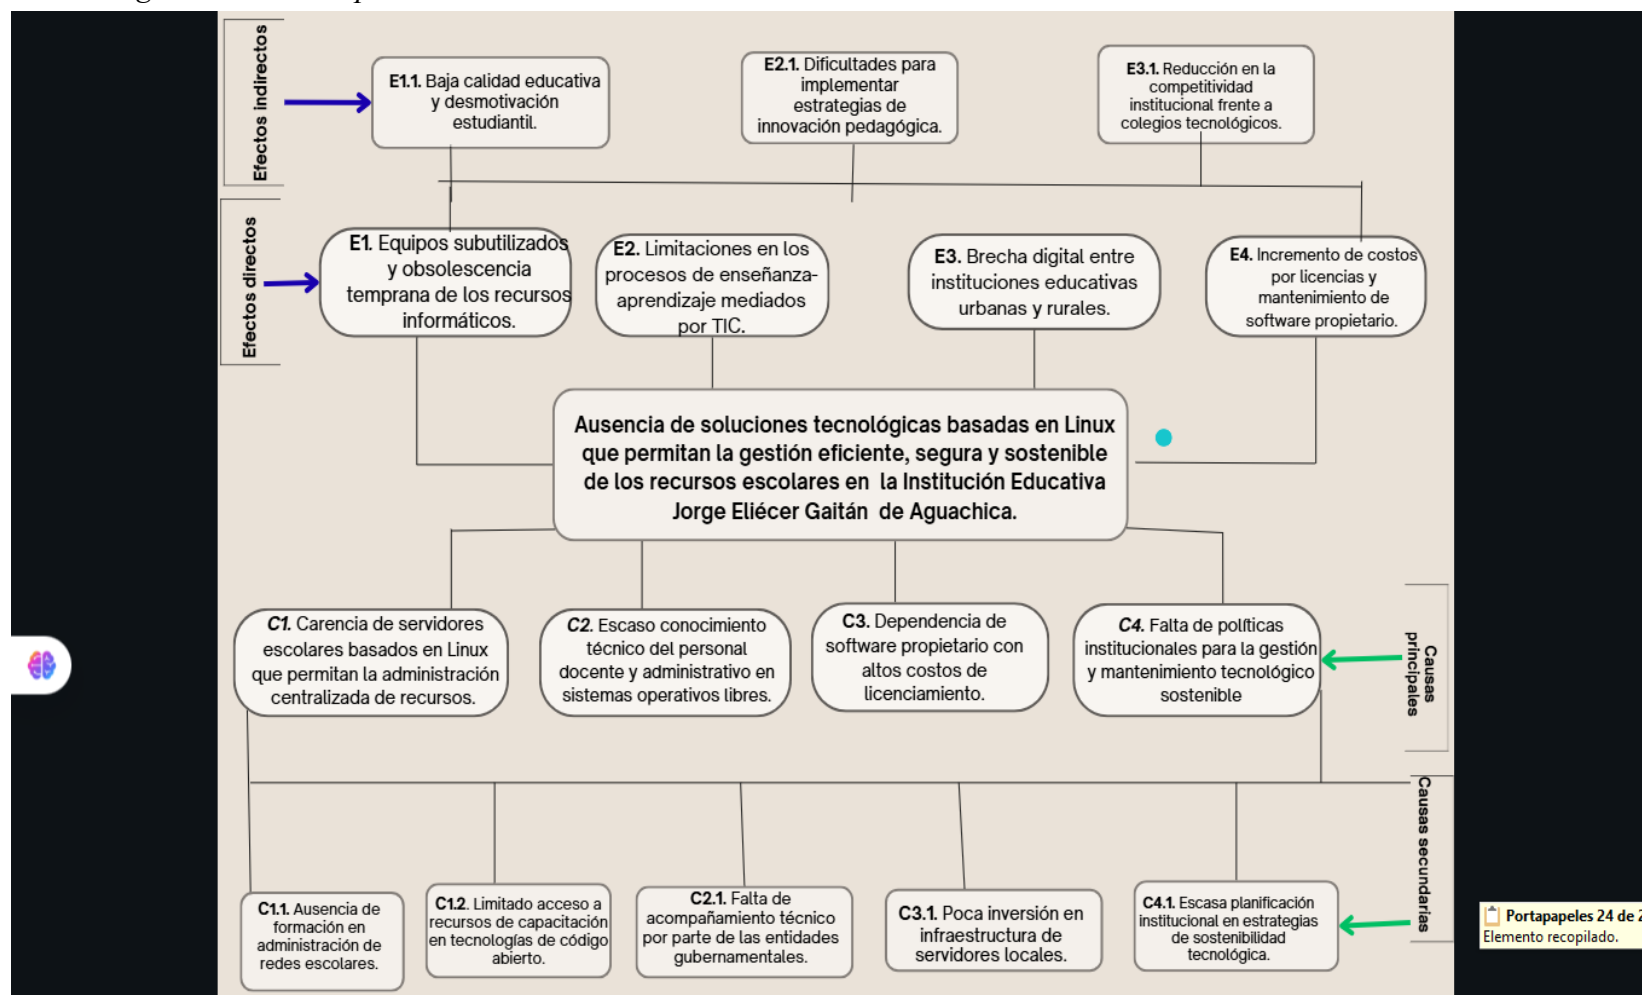 Efectos indirectos
E1.1. Baja calidad educativa
y desmotivación
estudiantil.
E2.1. Dificultades para
implementar
estrategias de
innovación pedagógica.
E3.1. Reducción en la
competitividad
institucional frente a
colegios tecnológicos.
Efectos directos
E1. Equipos subutilizados
y obsolescencia
temprana de los recursos
informáticos.
E2. Limitaciones en los
procesos de enseñanza-
aprendizaje mediados
por TIC.
E3. Brecha digital entre
instituciones educativas
urbanas y rurales.
E4. Incremento de costos
por licencias y
mantenimiento de
software propietario.
Ausencia de soluciones tecnológicas basadas en Linux
que permitan la gestión eficiente, segura y sostenible
de los recursos escolares en la Institución Educativa
Jorge Eliécer Gaitán de Aguachica.
C1. Carencia de servidores
escolares basados en Linux
que permitan la administración
centralizada de recursos.
C2. Escaso conocimiento
técnico del personal
docente y administrativo en
sistemas operativos libres.
C3. Dependencia de
software propietario con
altos costos de
licenciamiento.
C4. Falta de políticas
institucionales para la gestión
y mantenimiento tecnológico
sostenible
Causas
principales
C1.1. Ausencia de
formación en
administración de
redes escolares.
C1.2. Limitado acceso a
recursos de capacitación
en tecnologías de código
abierto.
C2.1. Falta de
acompañamiento técnico
por parte de las entidades
gubernamentales.
C3.1. Poca inversión en
infraestructura de
servidores locales.
C4.1. Escasa planificación
institucional en estrategias
de sostenibilidad
tecnológica.
Causas secundarias
Portapapeles 24 de 2
Elemento recopilado.